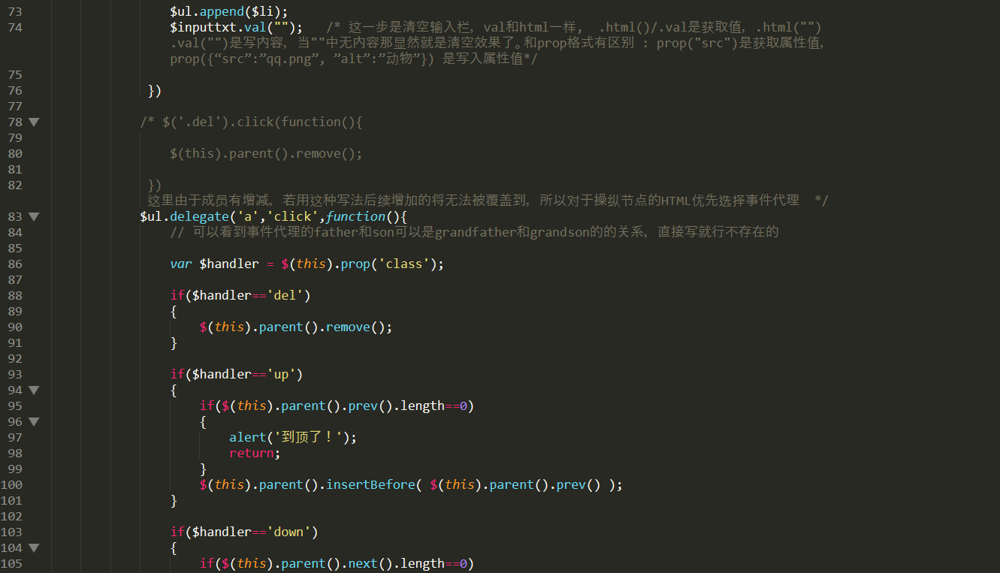 73 $ul.append($li);
74 $inputtxt.val(""); /* 这一步是清空输入栏，val和html一样， .html()/.val是获取值，.html("")
.val("")是写内容，当""中无内容那显然就是清空效果了。和prop格式有区别 : prop("src")是获取属性值，
prop({“src”:”qq.png”, ”alt”:”动物”}) 是写入属性值*/
75
76 })
77
78 /* $('.del').click(function(){
79
80 $(this).parent().remove();
81
82 })
这里由于成员有增减，若用这种写法后续增加的将无法被覆盖到，所以对于操纵节点的HTML优先选择事件代理 */
83 $ul.delegate('a','click',function(){
84 // 可以看到事件代理的father和son可以是grandfather和grandson的的关系，直接写就行不存在的
85
86 var $handler = $(this).prop('class');
87
88 if($handler=='del')
89 {
90 $(this).parent().remove();
91 }
92
93 if($handler=='up')
94 {
95 if($(this).parent().prev().length==0)
96 {
97 alert('到顶了！');
98 return;
99 }
100 $(this).parent().insertBefore( $(this).parent().prev() );
101 }
102
103 if($handler=='down')
104 {
105 if($(this).parent().next().length==0)